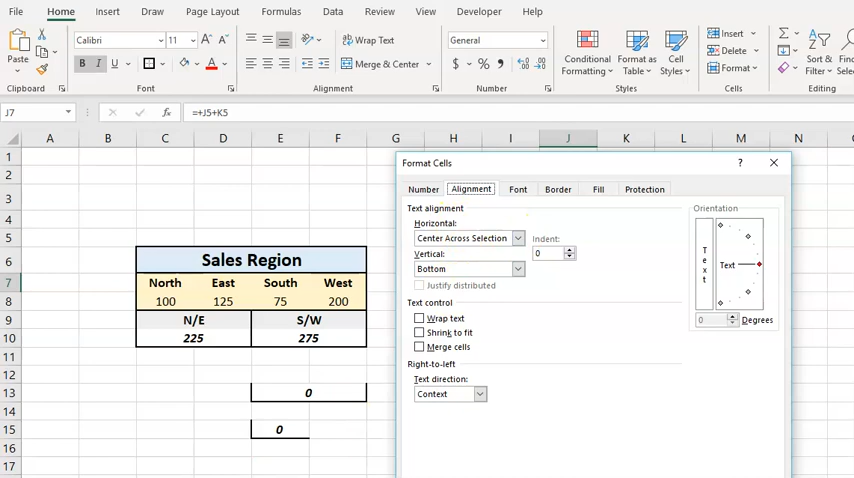 File Home Insert Draw Page Layout Formulas Data Review View Developer Help
Paste
Calibri 11 A A
B I U A
Wrap Text
Merge & Center
General
$ % , .00
Conditional Formatting
Format as Table
Cell Styles
Insert
Delete
Format
Sort & Filter
Clipboard Font Alignment Number Styles Cells Editing
J7 fx =+J5+K5
A B C D E F G H I J K L M N
1
2
3
4
5
6 Sales Region
7 North East South West
8 100 125 75 200
9 N/E S/W
10 225 275
11
12
13 0
14
15 0
16
17
Format Cells ? ×
Number Alignment Font Border Fill Protection
Text alignment
Horizontal:
Center Across Selection
Indent:
0
Vertical:
Bottom
Justify distributed
Text control
Wrap text
Shrink to fit
Merge cells
Right-to-left
Text direction:
Context
Orientation
Text
Text
0 Degrees